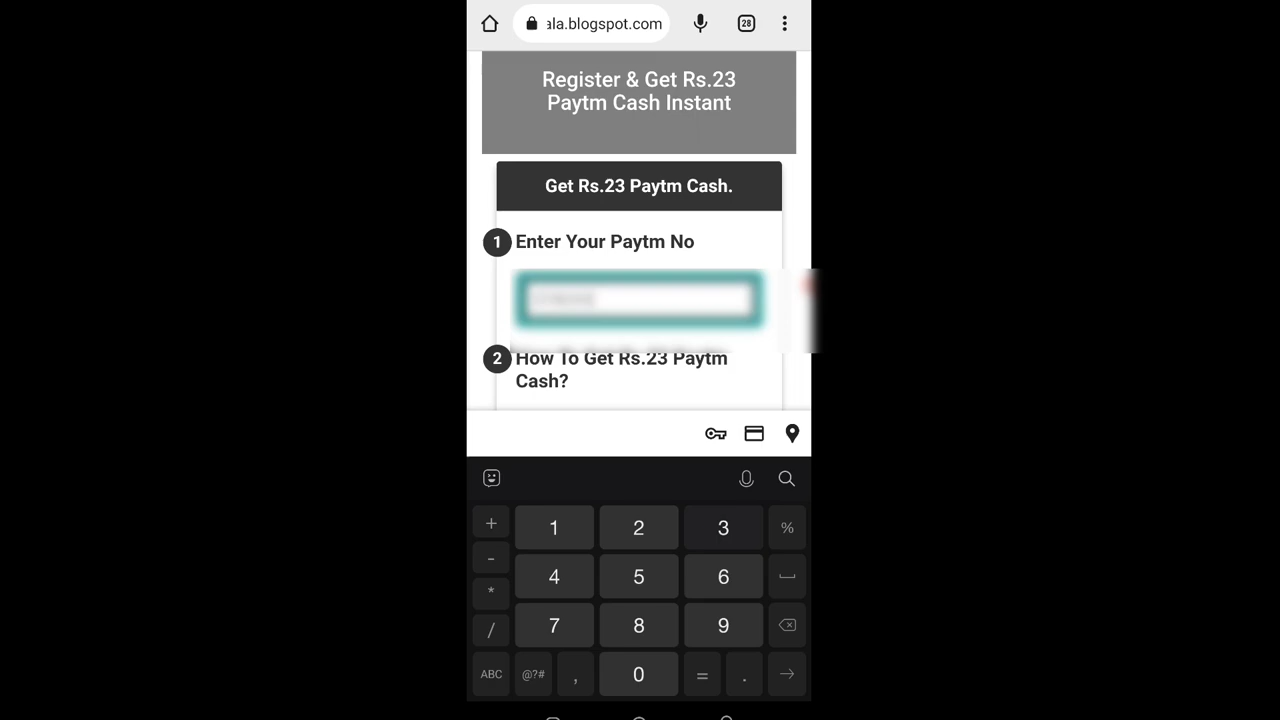 ala.blogspot.com
28
Register & Get Rs.23
Paytm Cash Instant
Get Rs.23 Paytm Cash.
1 Enter Your Paytm No
2 How To Get Rs.23 Paytm
Cash?
+ 1 2 3 %
- 4 5 6
* 7 8 9
/
ABC @?# , 0 = .